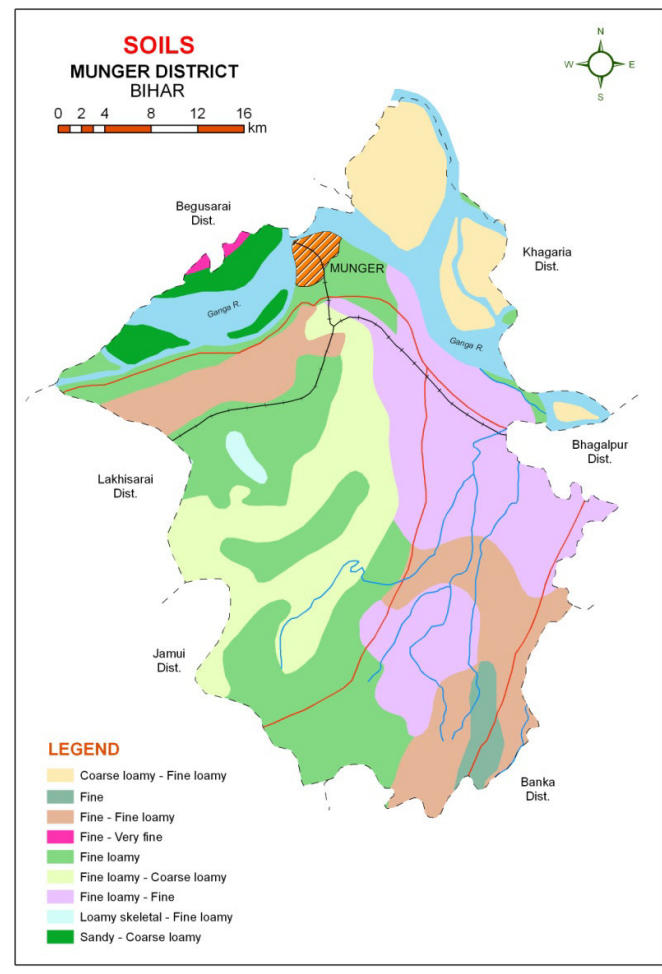 SOILS
MUNGER DISTRICT
BIHAR
0 2 4 8 12 16
km
N
W E
S
Begusarai
Dist.
Khagaria
Dist.
MUNGER
Ganga R.
Ganga R.
Bhagalpur
Dist.
Lakhisarai
Dist.
Jamui
Dist.
Banka
Dist.
LEGEND
Coarse loamy - Fine loamy
Fine
Fine - Fine loamy
Fine - Very fine
Fine loamy
Fine loamy - Coarse loamy
Fine loamy - Fine
Loamy skeletal - Fine loamy
Sandy - Coarse loamy